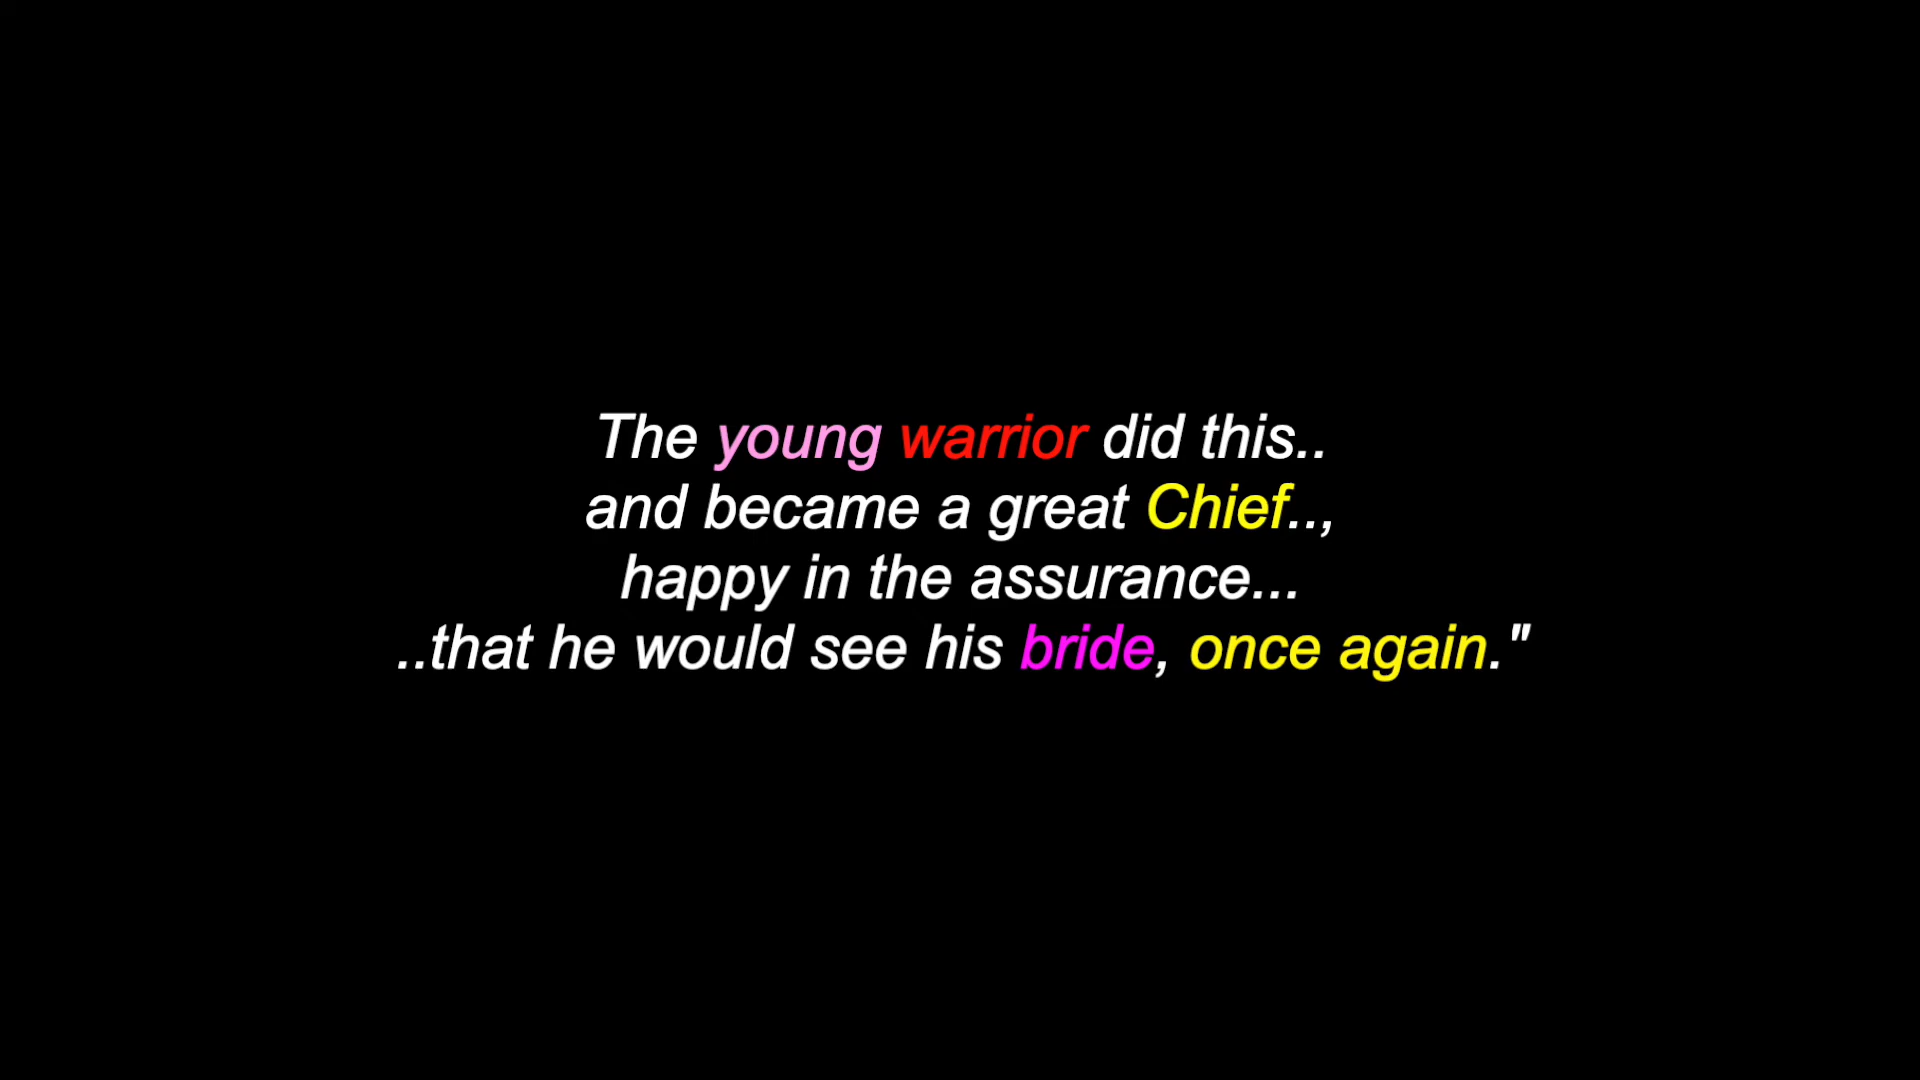 The young warrior did this..
and became a great Chief..,
happy in the assurance...
..that he would see his bride, once again."